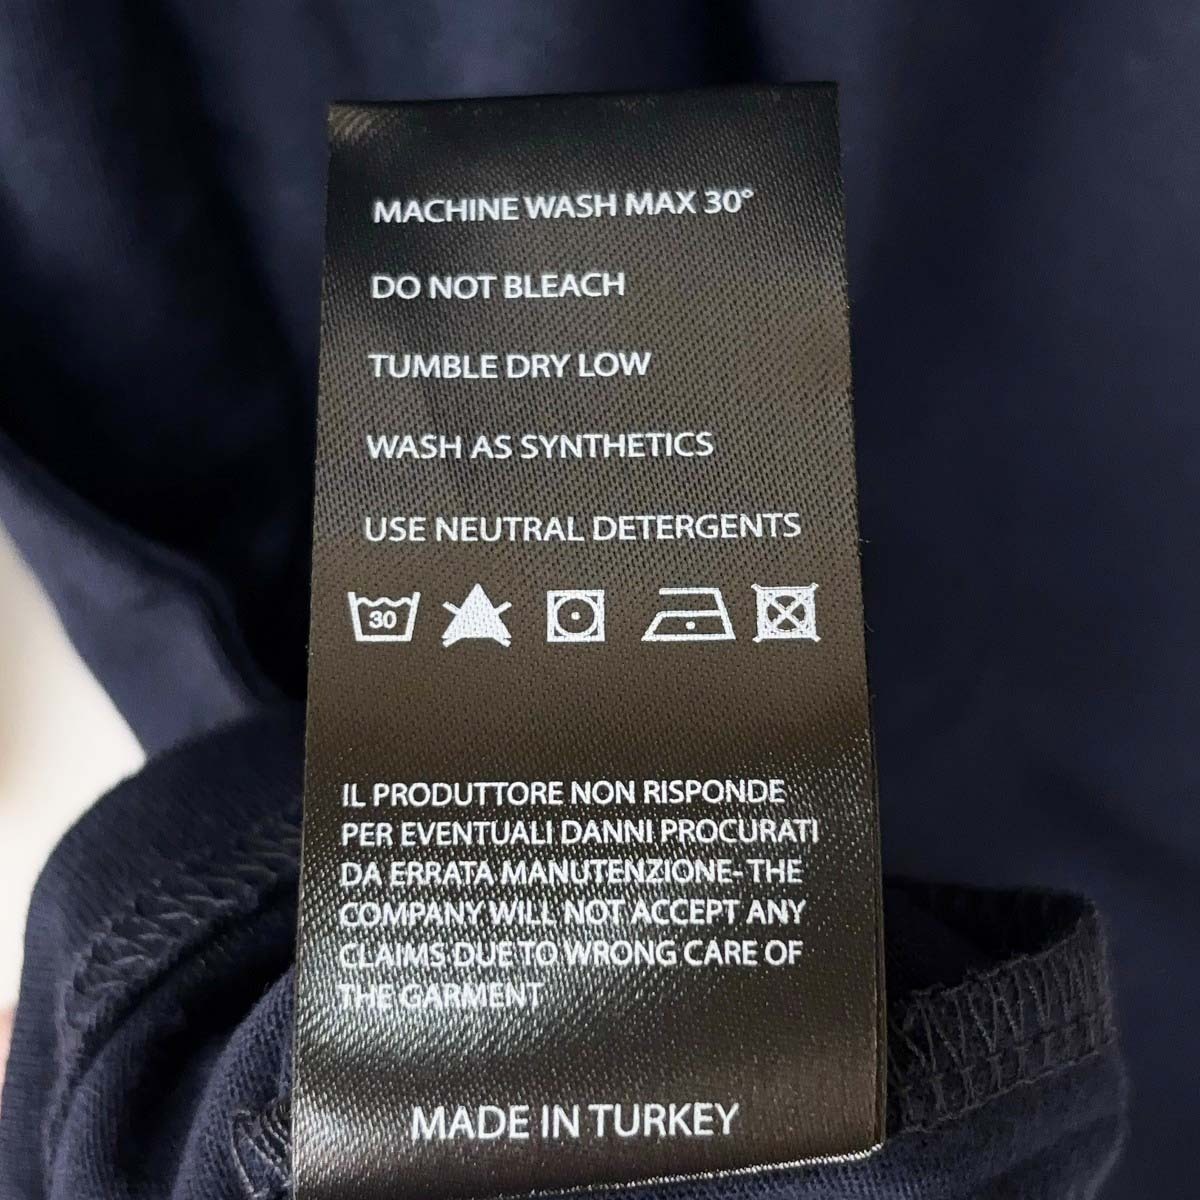 MACHINE WASH MAX 30°
DO NOT BLEACH
TUMBLE DRY LOW
WASH AS SYNTHETICS
USE NEUTRAL DETERGENTS
30
IL PRODUTTORE NON RISPONDE
PER EVENTUALI DANNI PROCURATI
DA ERRATA MANUTENZIONE- THE
COMPANY WILL NOT ACCEPT ANY
CLAIMS DUE TO WRONG CARE OF
THE GARMENT
MADE IN TURKEY